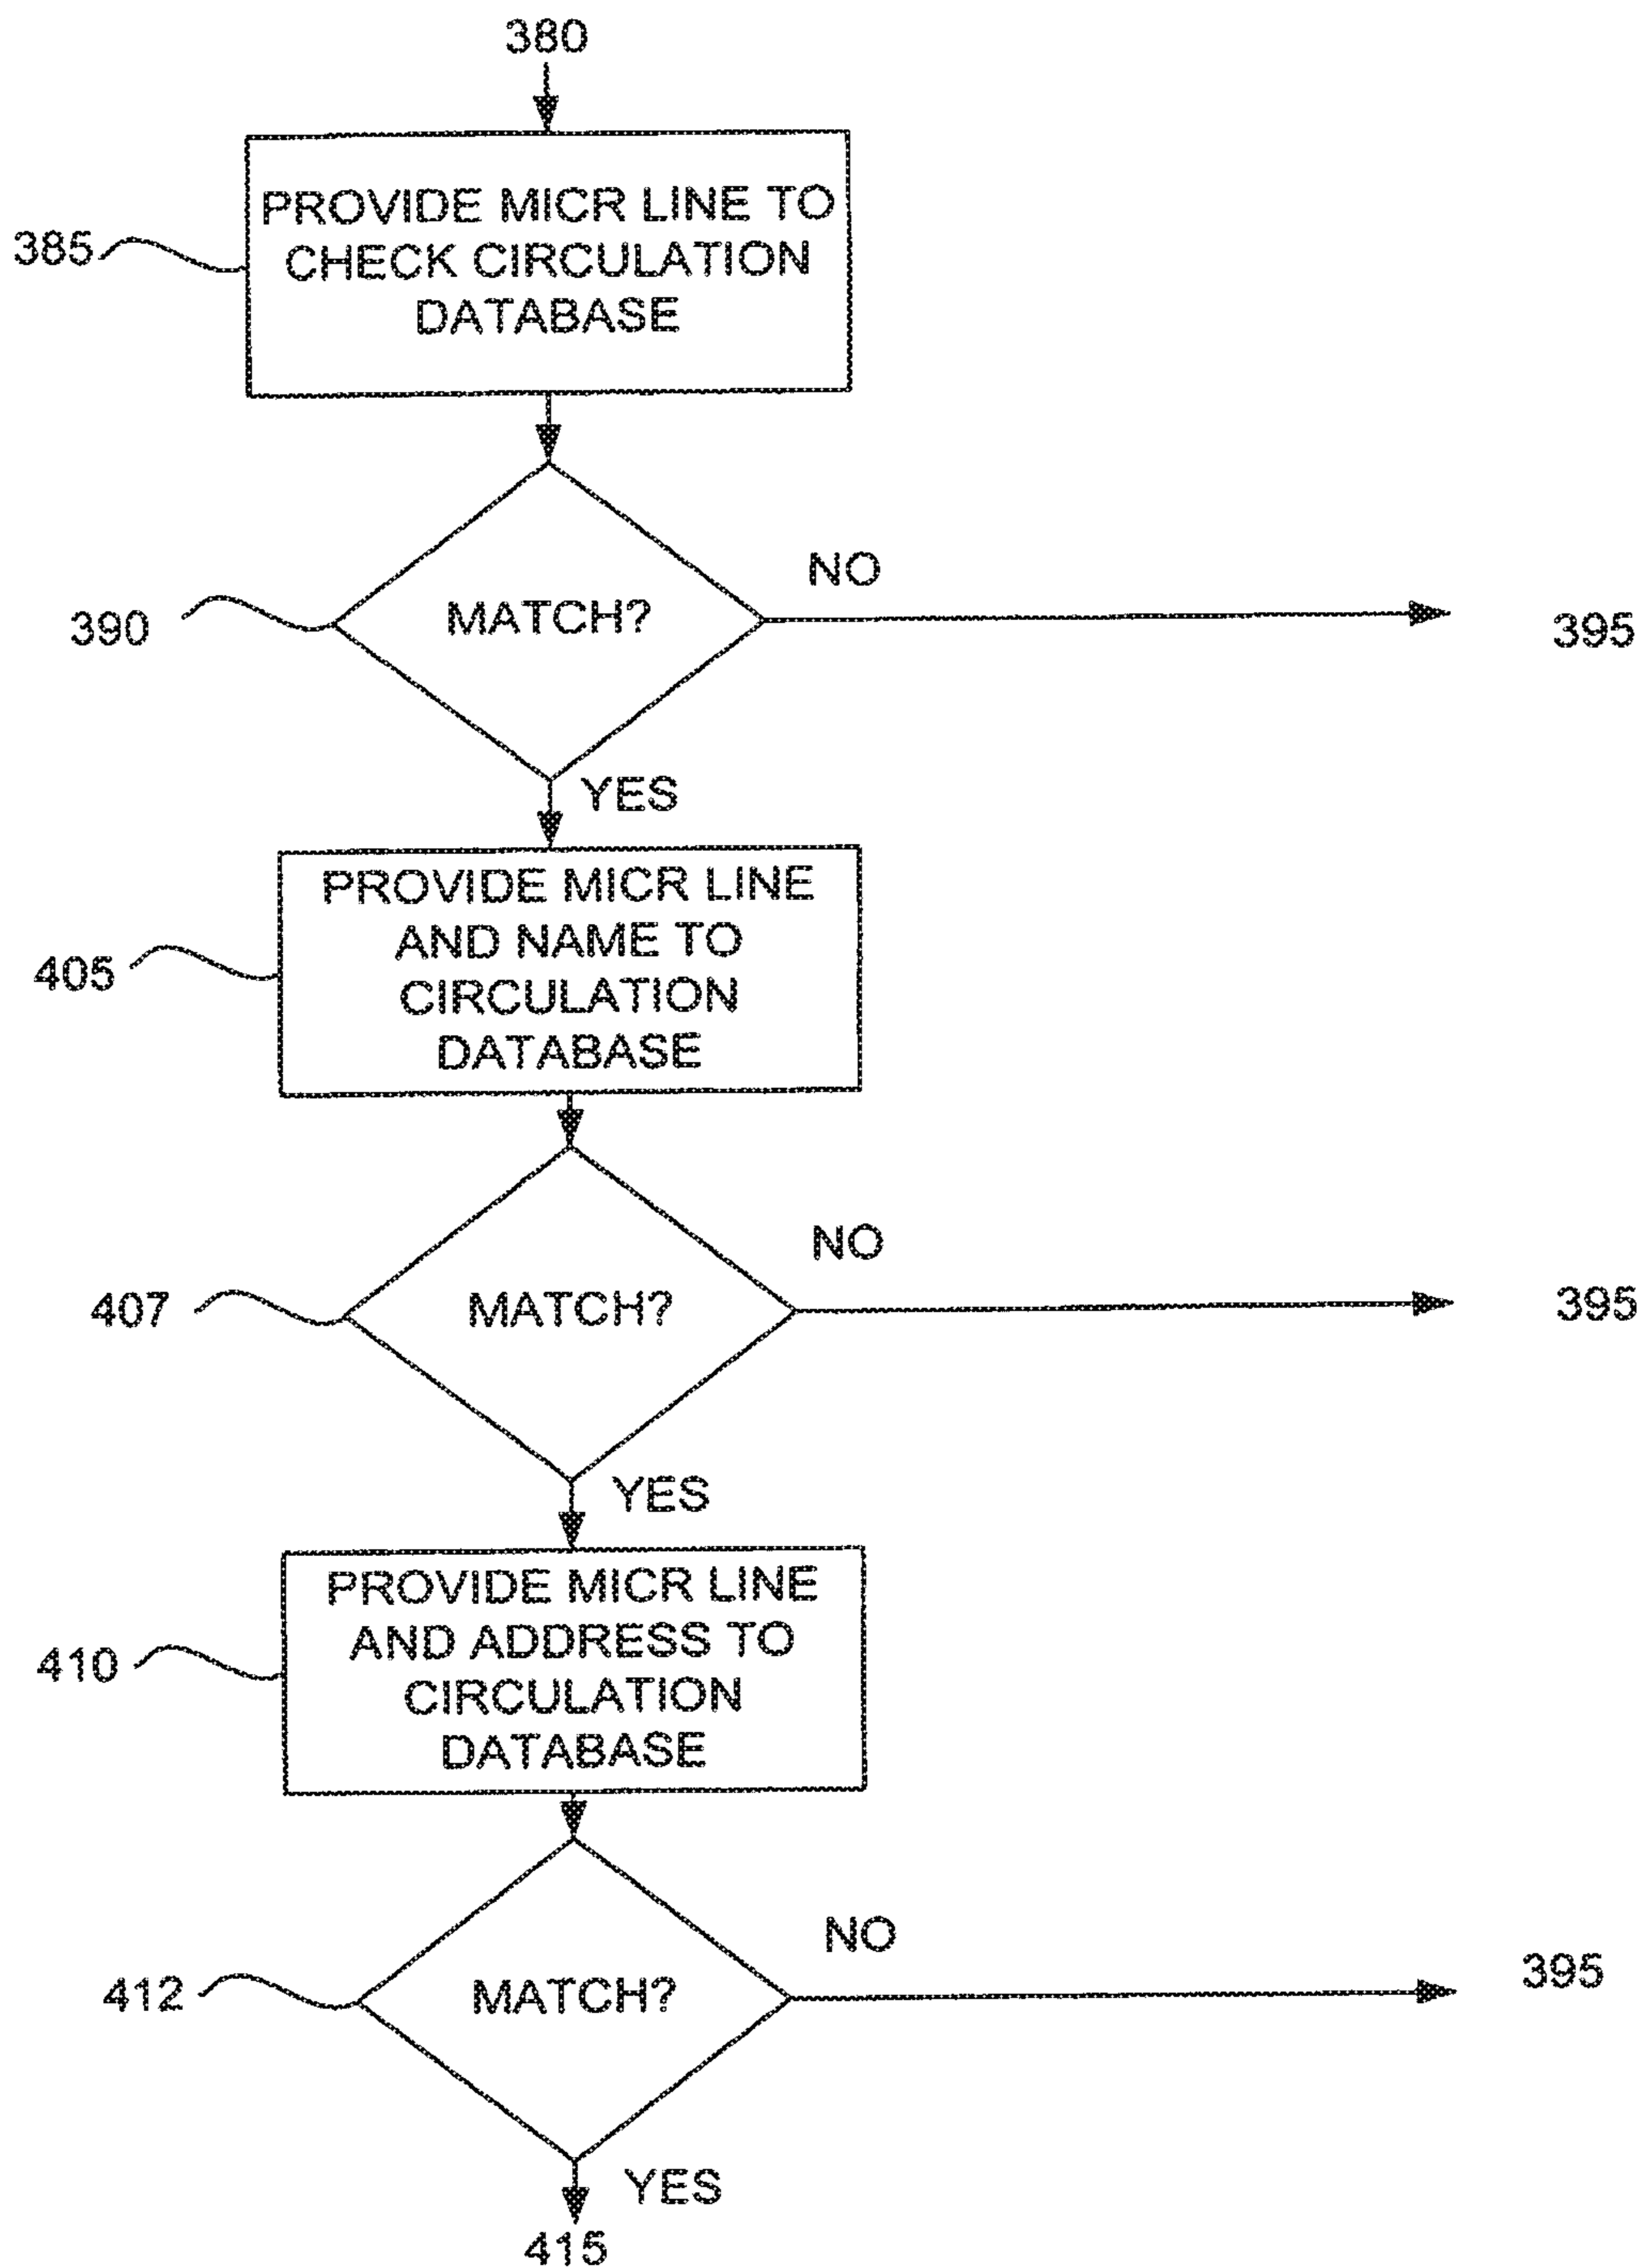 380
PROVIDE MICR LINE TO
CHECK CIRCULATION
DATABASE
385
NO
MATCH?
390
395
YES
PROVIDE MICR LINE
AND NAME TO
CIRCULATION
DATABASE
405
NO
MATCH?
407
395
YES
PROVIDE MICR LINE
AND ADDRESS TO
CIRCULATION
DATABASE
410
NO
MATCH?
412
395
YES
415